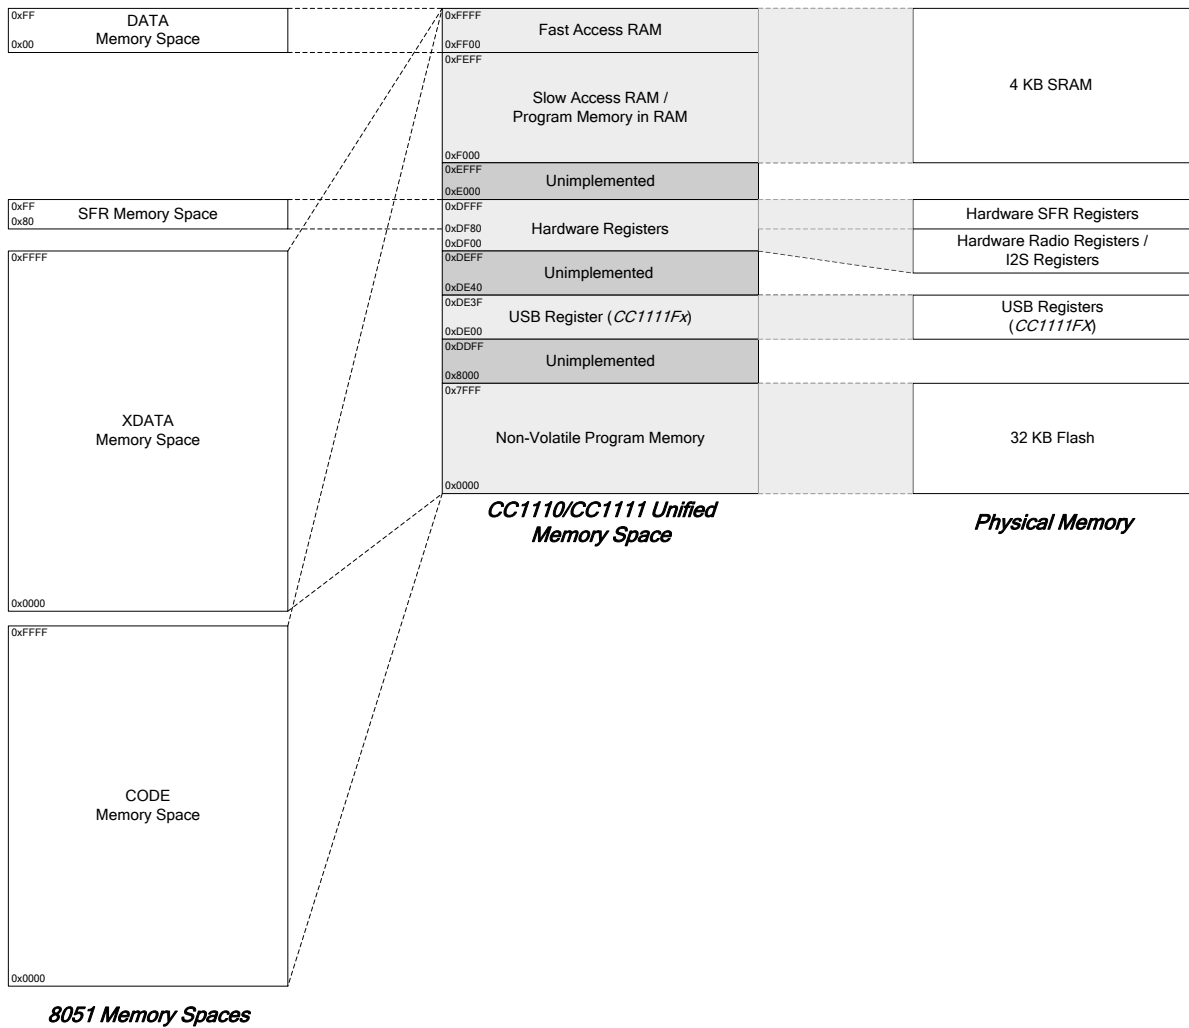 0xFF
DATA
Memory Space
0x00
0xFF
SFR Memory Space
0x80
0xFFFF
XDATA
Memory Space
0x0000
0xFFFF
CODE
Memory Space
0x0000
8051 Memory Spaces
0xFFFF
Fast Access RAM
0xFF00
0xFEFF
Slow Access RAM /
Program Memory in RAM
0xF000
0xEFFF
Unimplemented
0xE000
0xDFFF
Hardware Registers
0xDF80
0xDF00
0xDEFF
Unimplemented
0xDE40
0xDE3F
USB Register (CC1111Fx)
0xDE00
0xDDFF
Unimplemented
0x8000
0x7FFF
Non-Volatile Program Memory
0x0000
CC1110/CC1111 Unified
Memory Space
4 KB SRAM
Hardware SFR Registers
Hardware Radio Registers /
I2S Registers
USB Registers
(CC1111FX)
32 KB Flash
Physical Memory